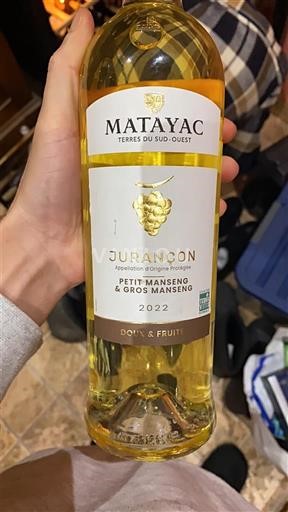 MATAYAC
TERRES DU SUD-OUEST
JURANÇON
Appellation d'Origine Protégée
PETIT MANSENG
& GROS MANSENG
2022
DOUX & FRUITÉ